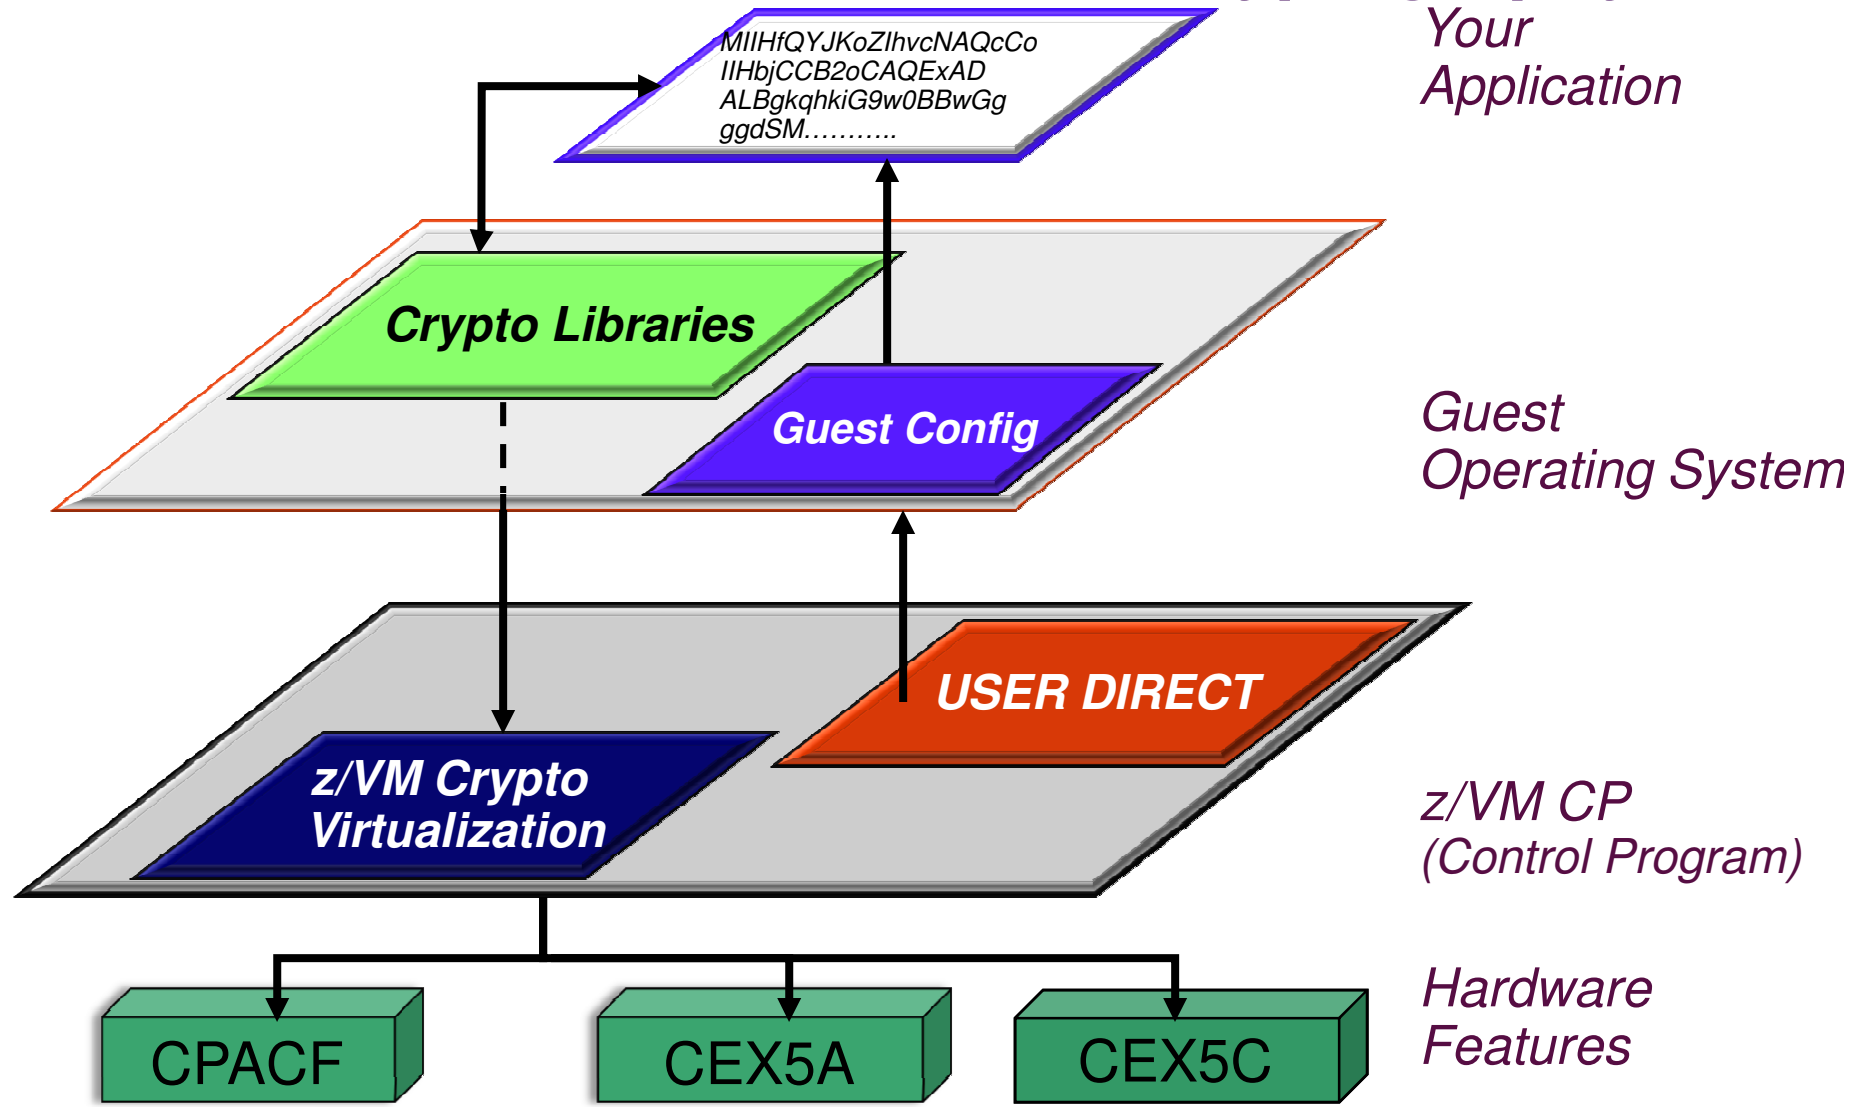 Your
Application
MIIHfQYJKoZIhvcNAQcCo
IIHbjCCB2oCAQExAD
ALBgkqhkiG9w0BBwGg
ggdSM………..
Crypto Libraries
Guest Config
Guest
Operating System
USER DIRECT
z/VM Crypto
Virtualization
z/VM CP
(Control Program)
Hardware
Features
CPACF
CEX5A
CEX5C